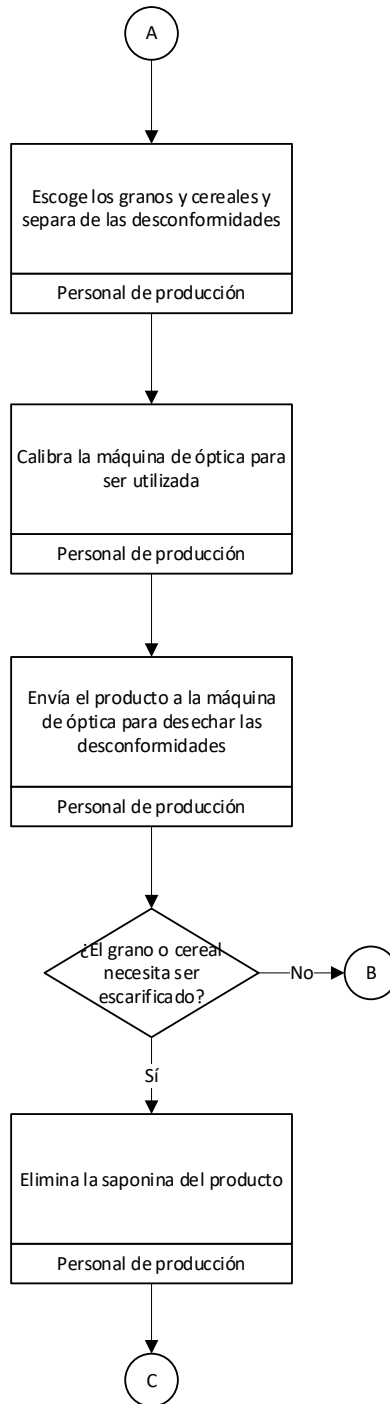 A
Escoge los granos y cereales y
separa de las desconformidades
Personal de producción
Calibra la máquina de óptica para
ser utilizada
Personal de producción
Envía el producto a la máquina
de óptica para desechar las
desconformidades
Personal de producción
¿El grano o cereal
necesita ser
escarificado?
No
B
Sí
Elimina la saponina del producto
Personal de producción
C